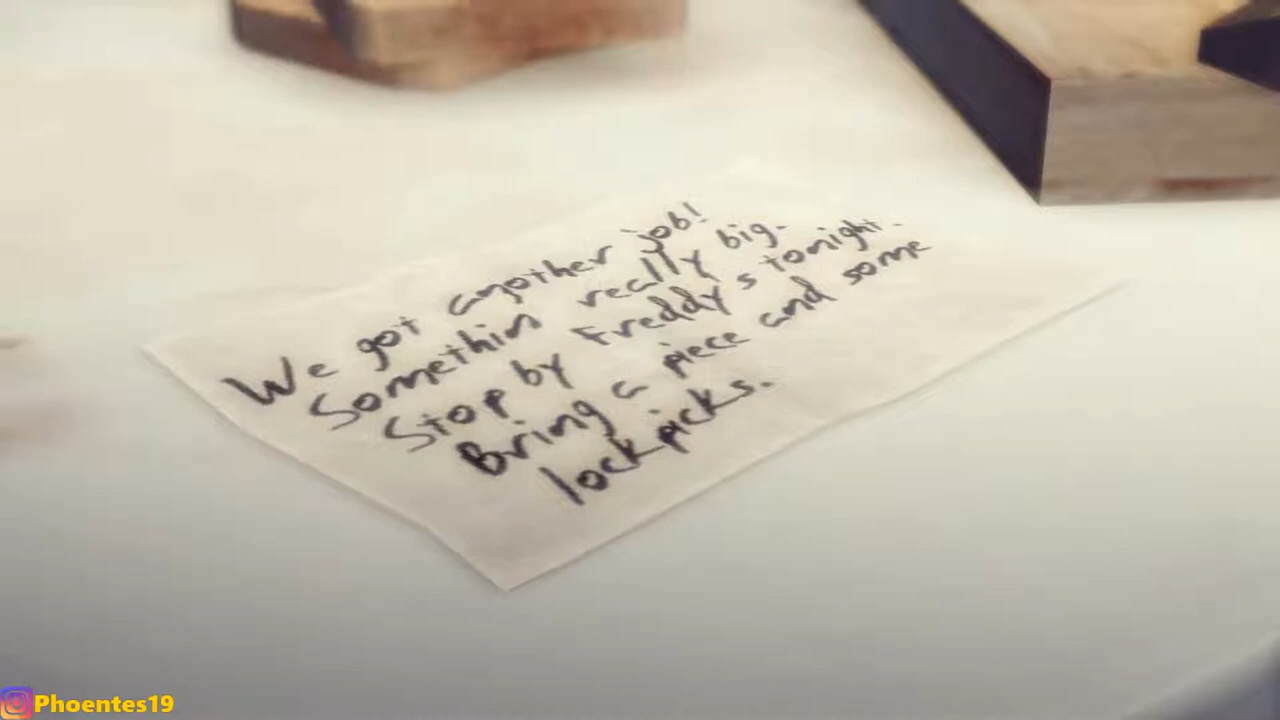 We got another job!
Somethin really big.
Stop by Freddy's tonight.
Bring a piece and some
lockpicks.
Phoentes19